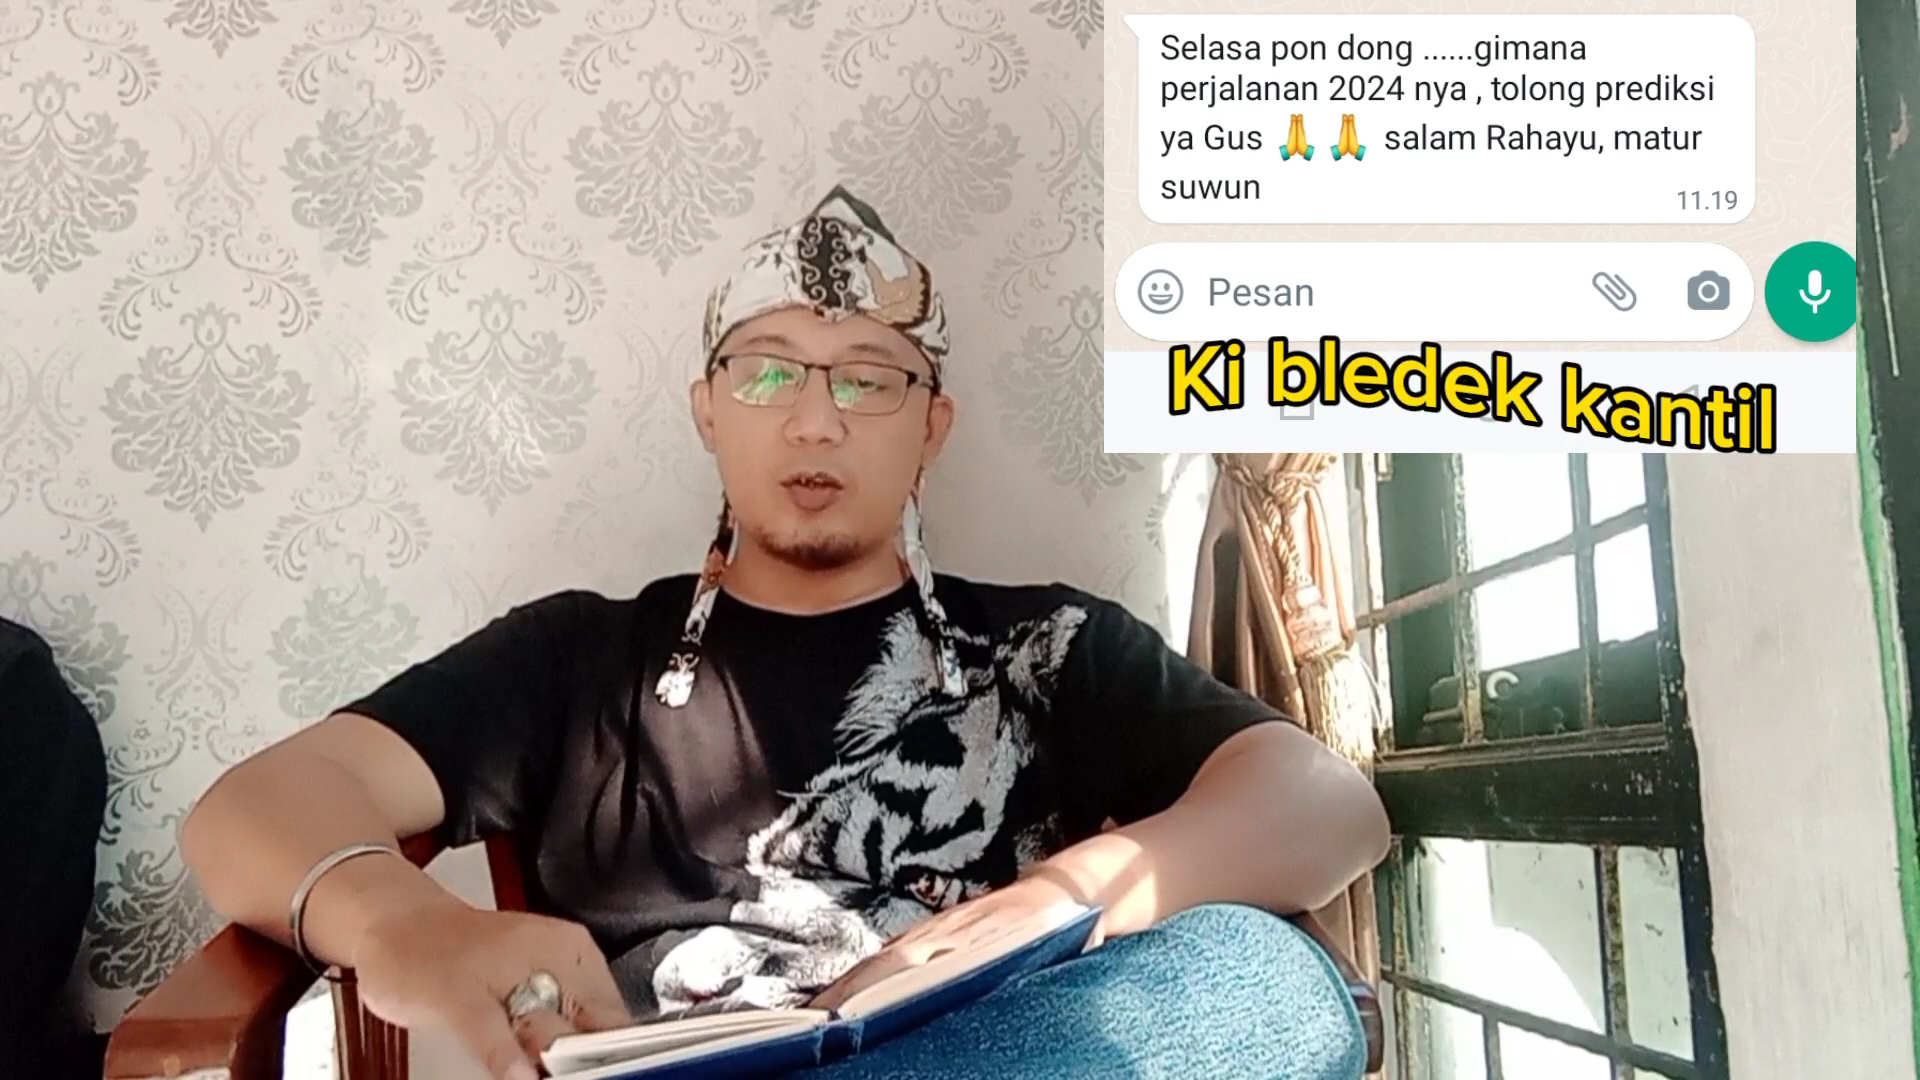 Selasa pon dong ......gimana
perjalanan 2024 nya , tolong prediksi
ya Gus 🙏 🙏 salam Rahayu, matur
suwun
11.19
Pesan
Ki bledek kantil